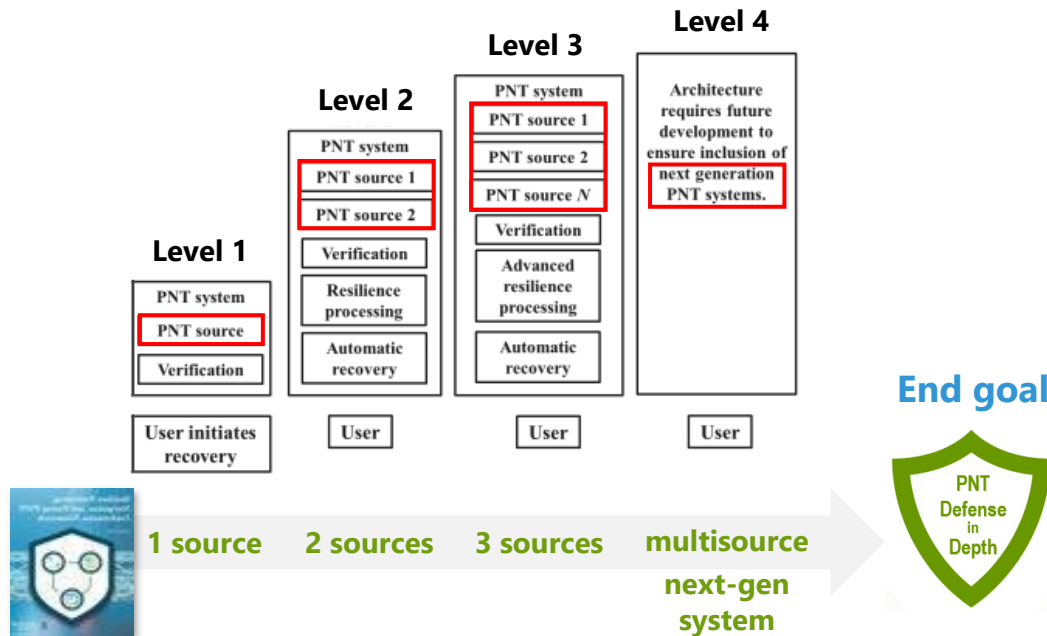 Level 1
PNT system
PNT source
Verification
User initiates
recovery
Level 2
PNT system
PNT source 1
PNT source 2
Verification
Resilience
processing
Automatic
recovery
User
Level 3
PNT system
PNT source 1
PNT source 2
PNT source N
Verification
Advanced
resilience
processing
Automatic
recovery
User
Level 4
Architecture
requires future
development to
ensure inclusion of
next generation
PNT systems.
User
End goal
PNT
Defense
in
Depth
1 source
2 sources
3 sources
multisource
next-gen
system